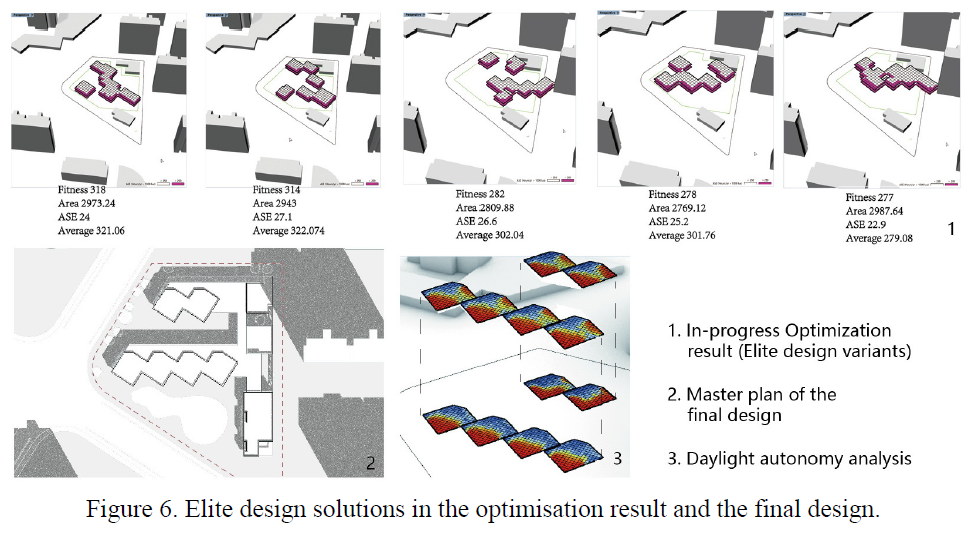 Fitness 318
Area 2973.24
ASE 24
Average 321.06
Fitness 314
Area 2943
ASE 27.1
Average 322.074
Fitness 282
Area 2809.88
ASE 26.6
Average 302.04
Fitness 278
Area 2769.12
ASE 25.2
Average 301.76
Fitness 277
Area 2987.64
ASE 22.9
Average 279.08
1
2
3
1. In-progress Optimization
result (Elite design variants)
2. Master plan of the
final design
3. Daylight autonomy analysis
Figure 6. Elite design solutions in the optimisation result and the final design.